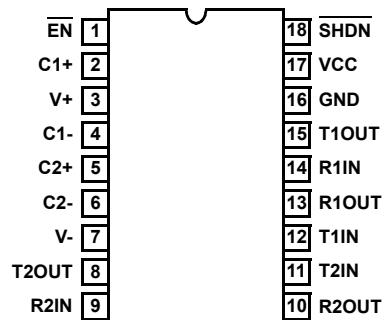 EN 1 18 SHDN
C1+ 2 17 VCC
V+ 3 16 GND
C1- 4 15 T1OUT
C2+ 5 14 R1IN
C2- 6 13 R1OUT
V- 7 12 T1IN
T2OUT 8 11 T2IN
R2IN 9 10 R2OUT